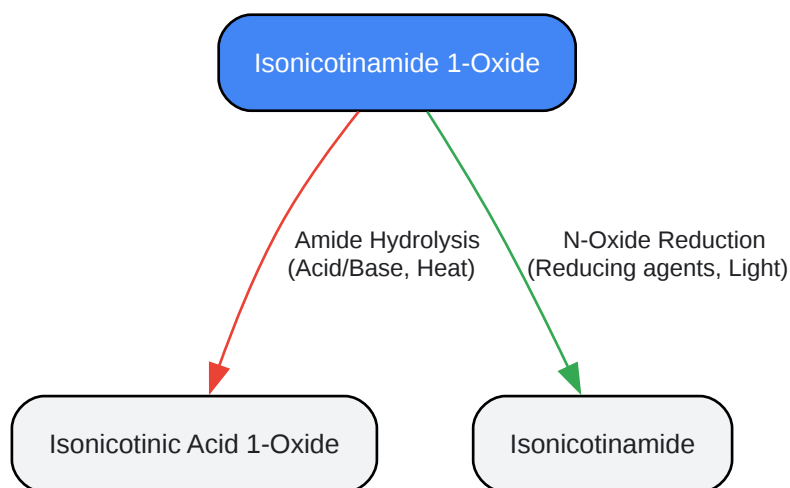 Isonicotinamide 1-Oxide
Amide Hydrolysis
(Acid/Base, Heat)
N-Oxide Reduction
(Reducing agents, Light)
Isonicotinic Acid 1-Oxide
Isonicotinamide